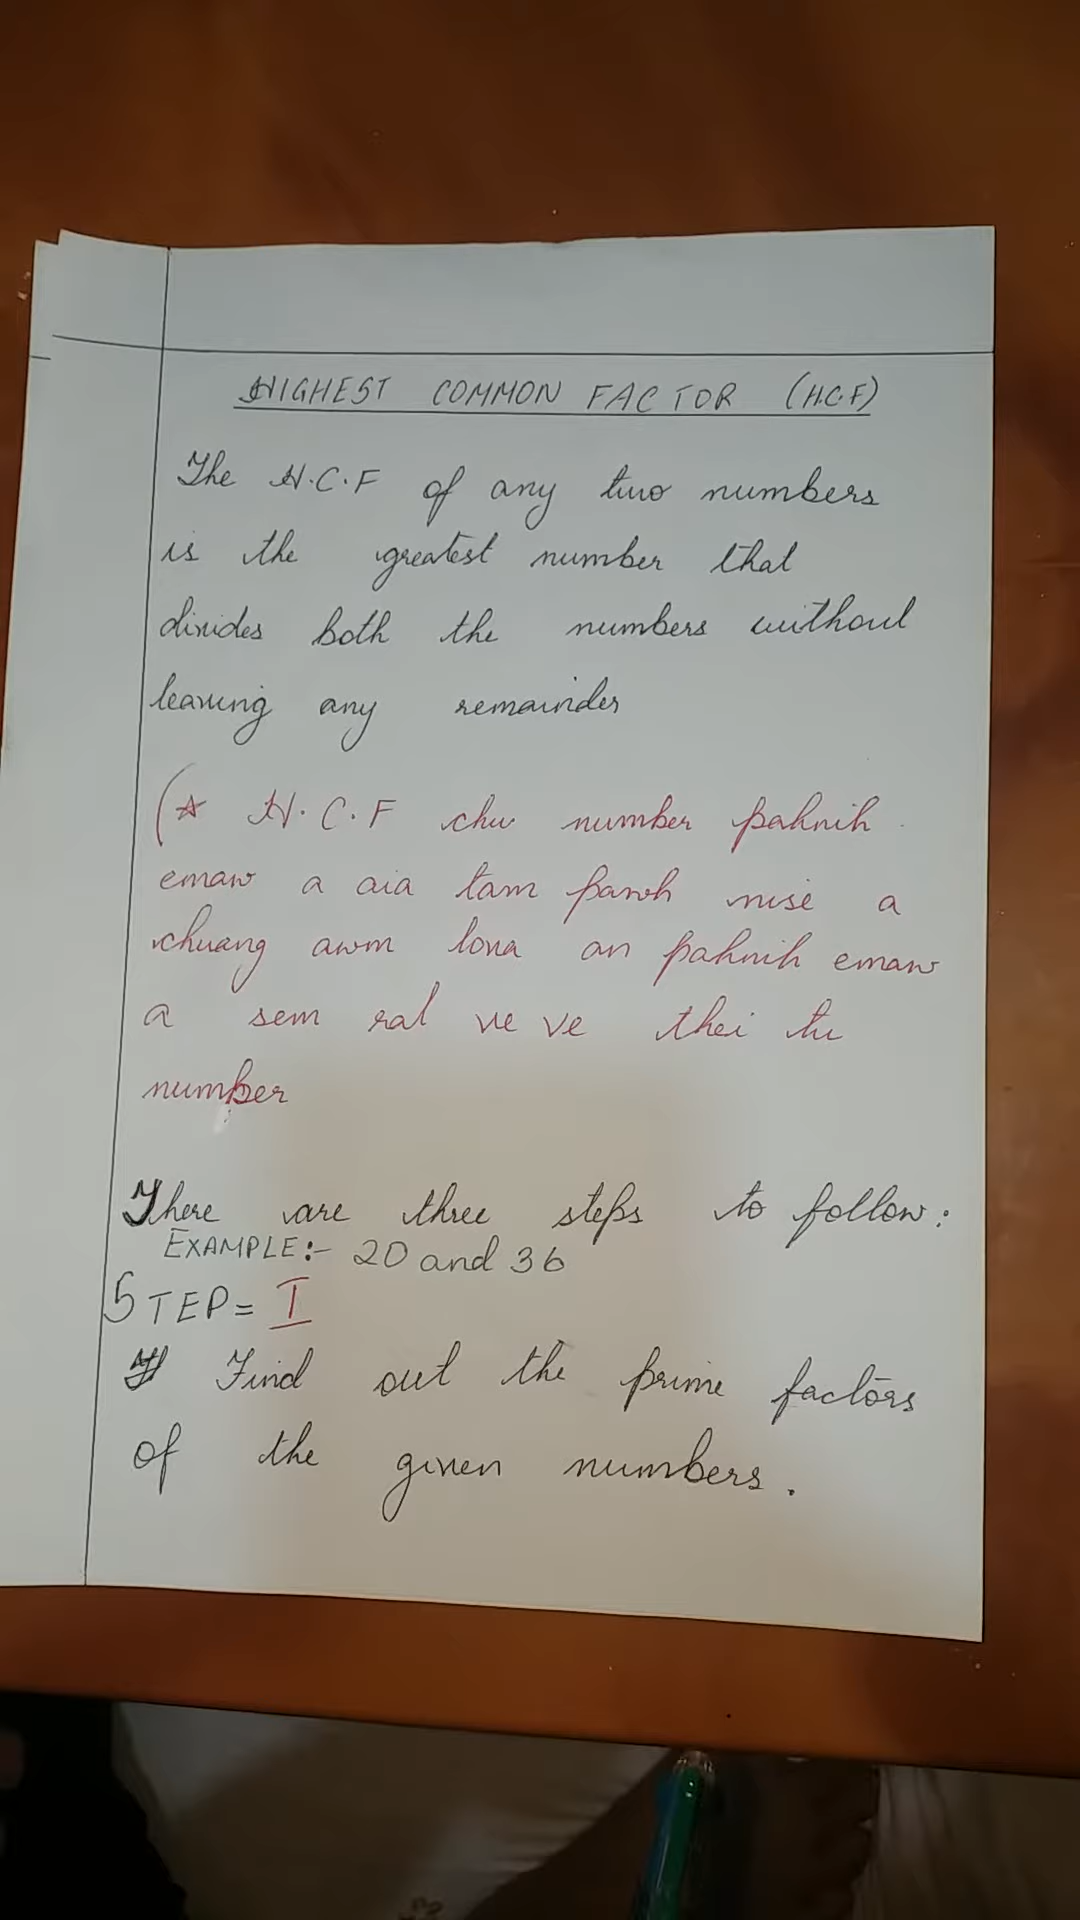 HIGHEST COMMON FACTOR (H.C.F)
The H.C.F of any two numbers
is the greatest number that
divides both the numbers without
leaving any remainder
(☆ H.C.F chu number pahnih
emaw a aia tam pawh nise a
chuang awm lova an pahnih emaw
a sem ral ve ve thei tu
number
There are three steps to follow:
EXAMPLE:- 20 and 36
STEP= I
Find out the prime factors
of the given numbers.